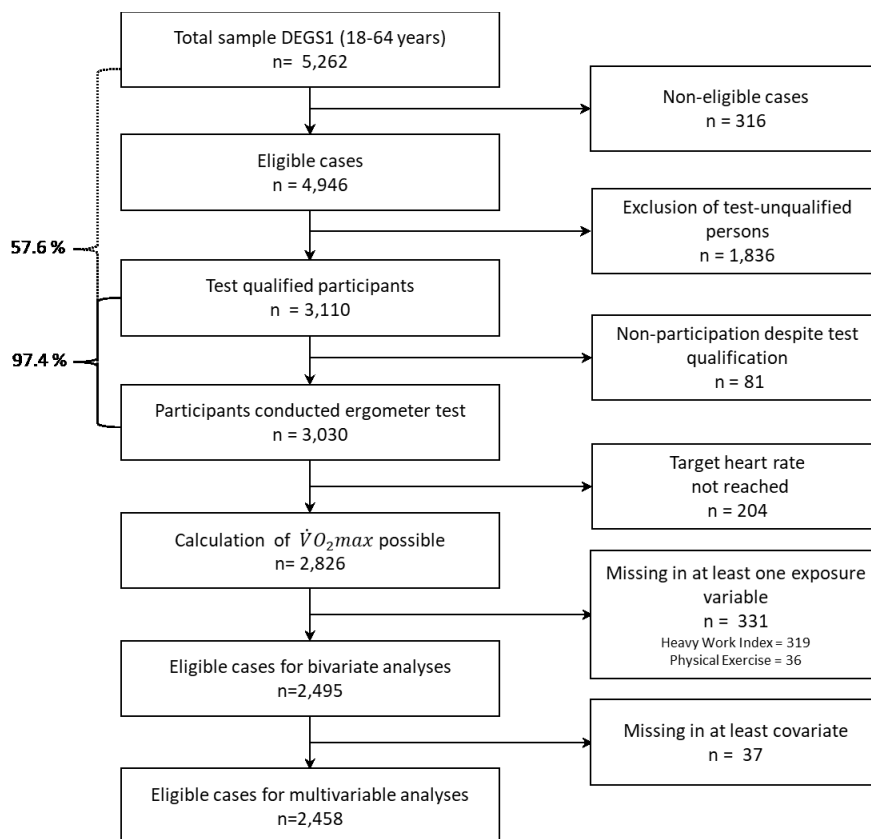 Total sample DEGS1 (18-64 years)
n= 5,262
Non-eligible cases
n = 316
Eligible cases
n = 4,946
Exclusion of test-unqualified
persons
n = 1,836
57.6 %
Test qualified participants
n = 3,110
Non-participation despite test
qualification
n = 81
97.4 %
Participants conducted ergometer test
n = 3,030
Target heart rate
not reached
n = 204
Calculation of V̇O₂max possible
n= 2,826
Missing in at least one exposure
variable
n = 331
Heavy Work Index = 319
Physical Exercise = 36
Eligible cases for bivariate analyses
n=2,495
Missing in at least covariate
n = 37
Eligible cases for multivariable analyses
n=2,458